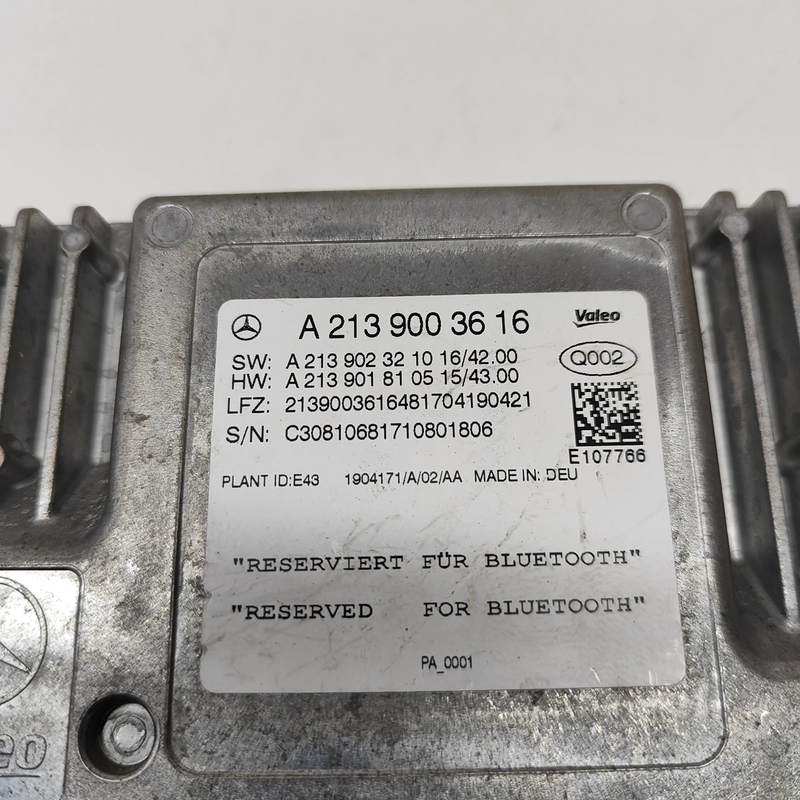 A 213 900 36 16
Valeo
SW: A 213 902 32 10 16/42.00
Q002
HW: A 213 901 81 05 15/43.00
LFZ: 2139003616481704190421
S/N: C30810681710801806
E107766
PLANT ID:E43 1904171/A/02/AA MADE IN: DEU
"RESERVIERT FÜR BLUETOOTH"
"RESERVED FOR BLUETOOTH"
PA_0001
leo